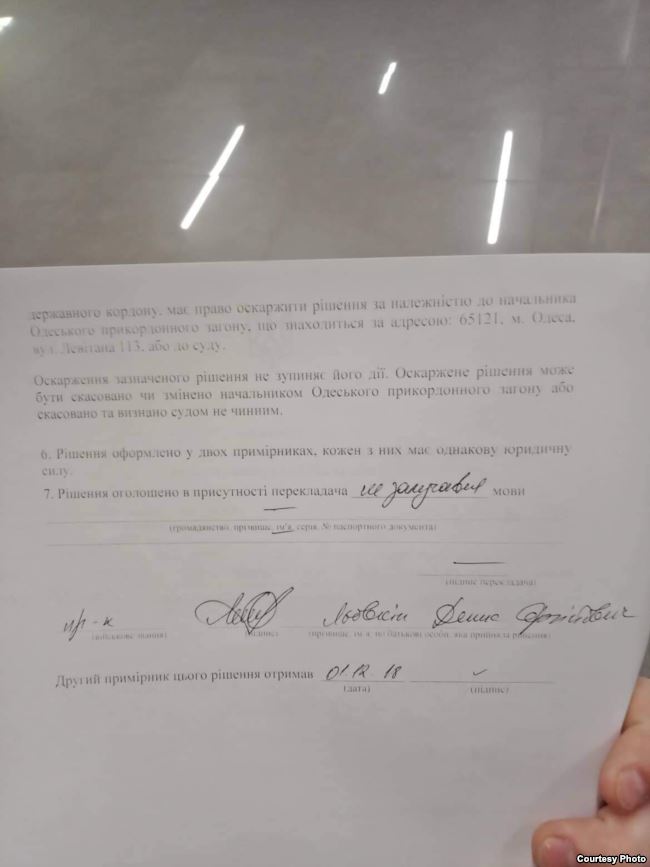 державного кордону, має право оскаржити рішення за належністю до начальника
Одеського прикордонного загону, що знаходиться за адресою: 65121, м. Одеса,
вул. Левітана 113, або до суду.
Оскарження зазначеного рішення не зупиняє його дії. Оскаржене рішення може
бути скасовано чи змінено начальником Одеського прикордонного загону або
скасовано та визнано судом не чинним.
6. Рішення оформлено у двох примірниках, кожен з них має однакову юридичну
силу.
7. Рішення оголошено в присутності перекладача не залучався мови
(громадянство, прізвище, ім'я, серія, № паспортного документа)
(підпис перекладача)
пр-к Денис
(військове звання) (підпис) (прізвище, ім'я, по батькові особи, яка прийняла рішення)
Другий примірник цього рішення отримав 01.12.18
(дата) (підпис)
Courtesy Photo